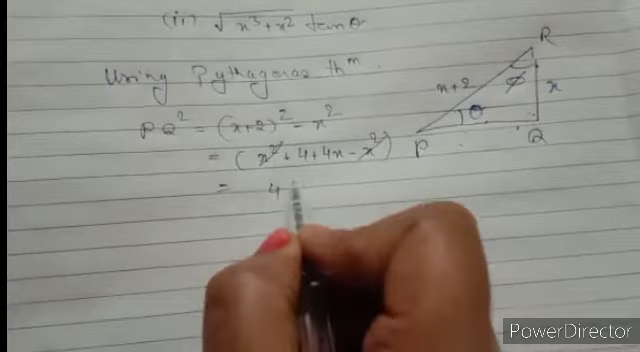 (ii) √x³+x² tanθ
Using Pythagoras thᵐ.
PQ² = (x+2)² - x²
= (x² + 4 + 4x - x²)
= 4
R
x+2
ϕ
x
θ
P
Q
PowerDirector